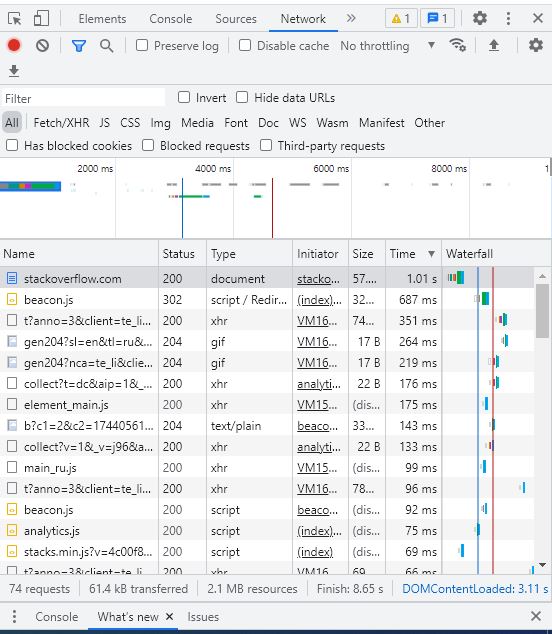 Elements Console Sources Network » 1 1
Preserve log Disable cache No throttling
Filter Invert Hide data URLs
All Fetch/XHR JS CSS Img Media Font Doc WS Wasm Manifest Other
Has blocked cookies Blocked requests Third-party requests
2000 ms 4000 ms 6000 ms 8000 ms 1
Name Status Type Initiator Size Time ▼ Waterfall
stackoverflow.com 200 document stacko... 57.... 1.01 s
beacon.js 302 script / Redir... (index) 32... 687 ms
t?anno=3&client=te_li... 200 xhr VM16... 74... 351 ms
gen204?sl=en&tl=ru&... 204 gif VM16... 17 B 264 ms
gen204?nca=te_li&clie... 204 gif VM16... 17 B 219 ms
collect?t=dc&aip=1&_... 200 xhr analyti... 22 B 176 ms
element_main.js 200 xhr VM15... (dis... 175 ms
b?c1=2&c2=17440561... 204 text/plain beaco... 33... 143 ms
collect?v=1&_v=j96&a... 200 xhr analyti... 22 B 133 ms
main_ru.js 200 xhr VM15... (dis... 99 ms
t?anno=3&client=te_li... 200 xhr VM16... 78... 96 ms
beacon.js 200 script beaco... (dis... 92 ms
analytics.js 200 script (index) (dis... 75 ms
stacks.min.js?v=4c00f8... 200 script (index) (dis... 69 ms
t?anno=3&client=te_li... 200 xhr VM16... 69... 66 ms
74 requests 61.4 kB transferred 2.1 MB resources Finish: 8.65 s DOMContentLoaded: 3.11 s
Console What's new Issues